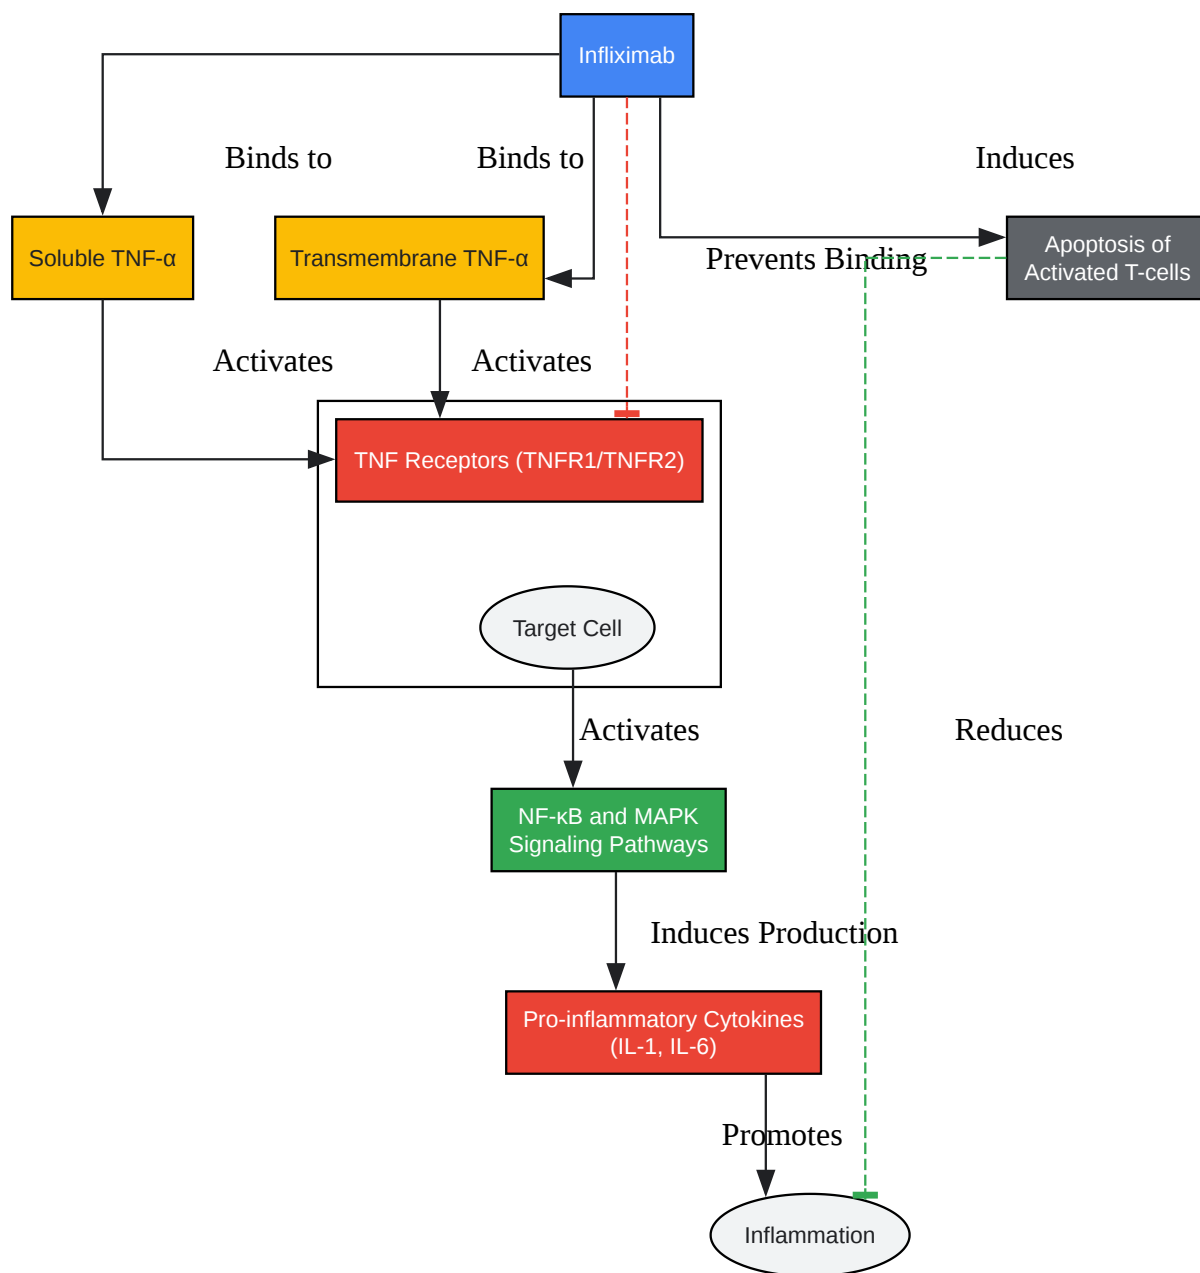 Infliximab
Binds to
Binds to
Induces
Soluble TNF-α
Transmembrane TNF-α
Prevents Binding
Apoptosis of
Activated T-cells
Activates
Activates
TNF Receptors (TNFR1/TNFR2)
Target Cell
Activates
Reduces
NF-κB and MAPK
Signaling Pathways
Induces Production
Pro-inflammatory Cytokines
(IL-1, IL-6)
Promotes
Inflammation